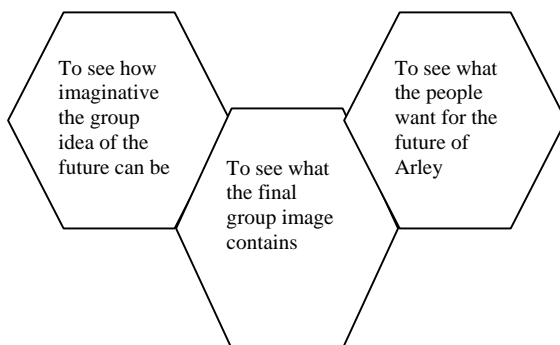 To see how
imaginative
the group
idea of the
future can be
To see what
the final
group image
contains
To see what
the people
want for the
future of
Arley